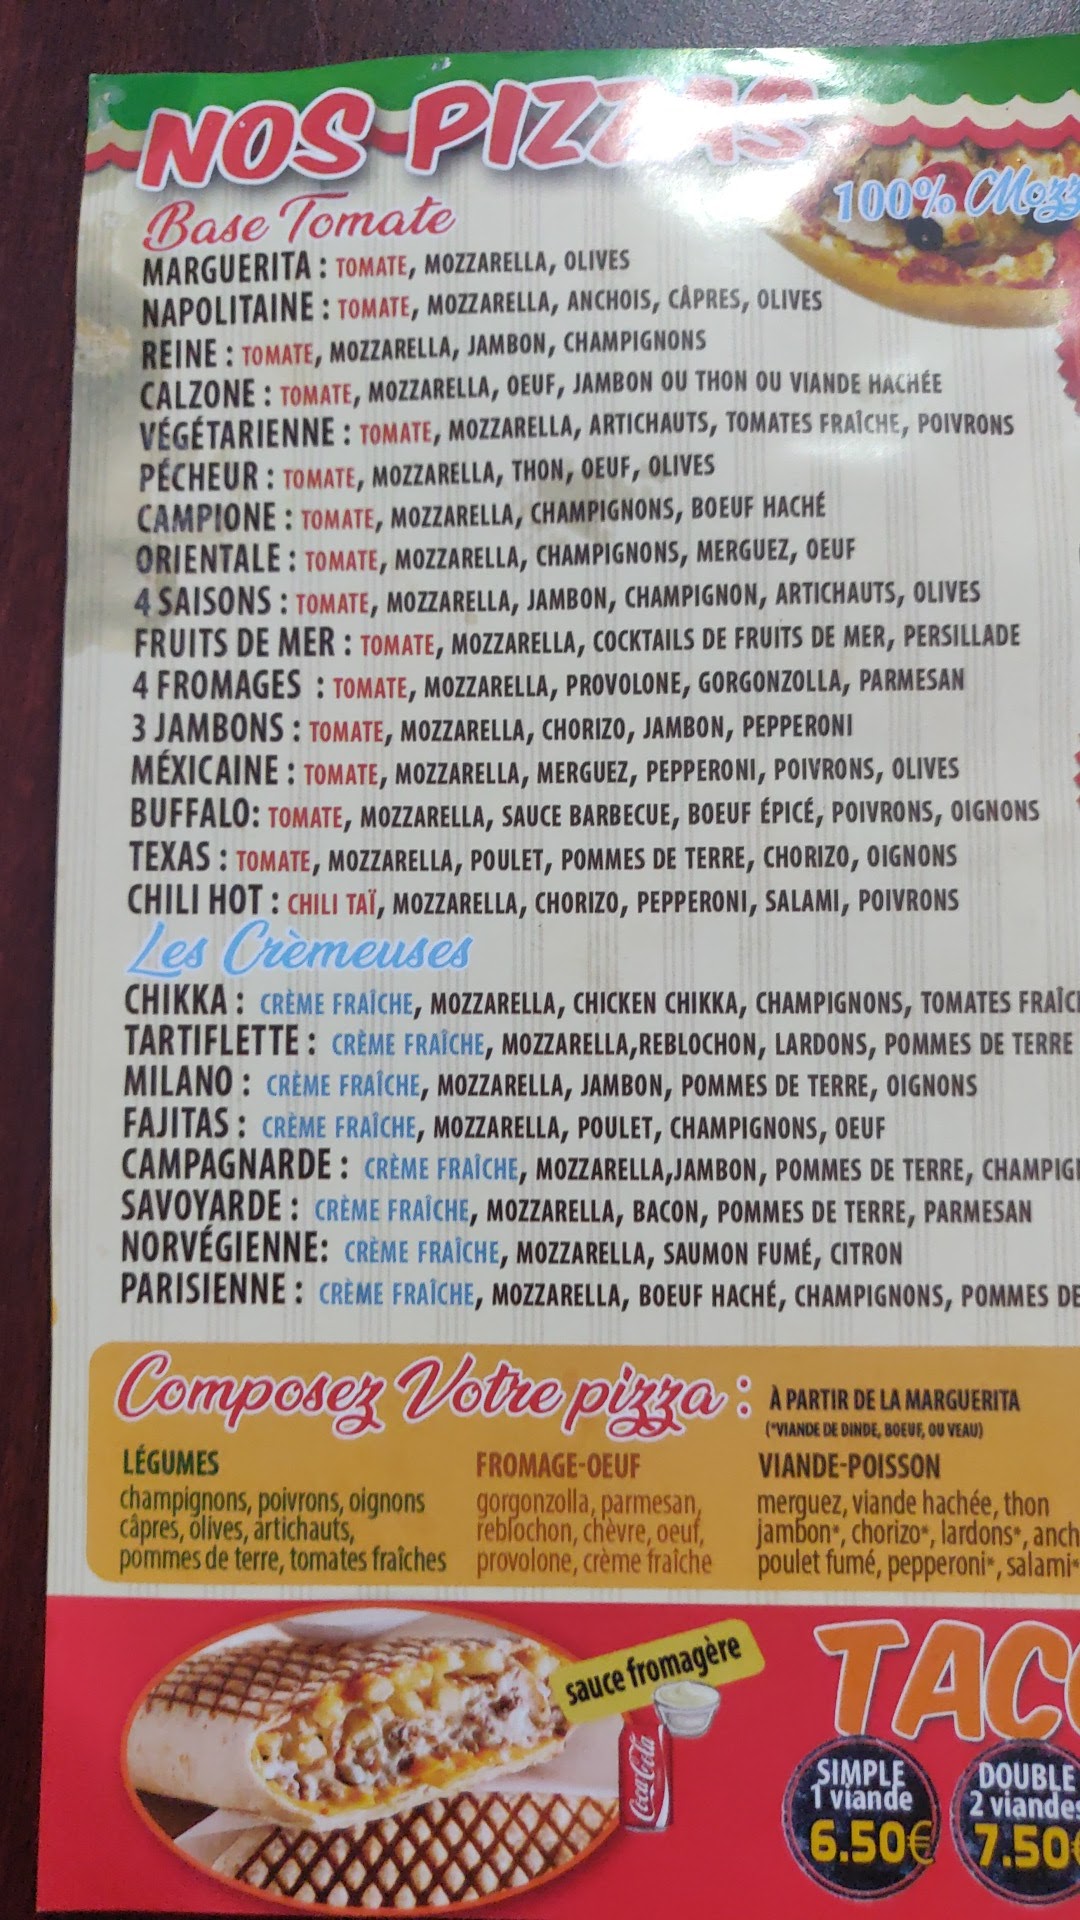 NOS PIZZAS
100%
Base Tomate
MARGUERITA : TOMATE, MOZZARELLA, OLIVES
NAPOLITAINE : TOMATE, MOZZARELLA, ANCHOIS, CÂPRES, OLIVES
REINE : TOMATE, MOZZARELLA, JAMBON, CHAMPIGNONS
CALZONE : TOMATE, MOZZARELLA, OEUF, JAMBON OU THON OU VIANDE HACHÉE
VÉGÉTARIENNE : TOMATE, MOZZARELLA, ARTICHAUTS, TOMATES FRAÎCHE, POIVRONS
PÉCHEUR : TOMATE, MOZZARELLA, THON, OEUF, OLIVES
CAMPIONE : TOMATE, MOZZARELLA, CHAMPIGNONS, BOEUF HACHÉ
ORIENTALE : TOMATE, MOZZARELLA, CHAMPIGNONS, MERGUEZ, OEUF
4 SAISONS : TOMATE, MOZZARELLA, JAMBON, CHAMPIGNON, ARTICHAUTS, OLIVES
FRUITS DE MER : TOMATE, MOZZARELLA, COCKTAILS DE FRUITS DE MER, PERSILLADE
4 FROMAGES : TOMATE, MOZZARELLA, PROVOLONE, GORGONZOLLA, PARMESAN
3 JAMBONS : TOMATE, MOZZARELLA, CHORIZO, JAMBON, PEPPERONI
MÉXICAINE : TOMATE, MOZZARELLA, MERGUEZ, PEPPERONI, POIVRONS, OLIVES
BUFFALO: TOMATE, MOZZARELLA, SAUCE BARBECUE, BOEUF ÉPICÉ, POIVRONS, OIGNONS
TEXAS : TOMATE, MOZZARELLA, POULET, POMMES DE TERRE, CHORIZO, OIGNONS
CHILI HOT : CHILI TAÏ, MOZZARELLA, CHORIZO, PEPPERONI, SALAMI, POIVRONS
Les Crèmeuses
CHIKKA : CRÈME FRAÎCHE, MOZZARELLA, CHICKEN CHIKKA, CHAMPIGNONS, TOMATES FRAÎC
TARTIFLETTE : CRÈME FRAÎCHE, MOZZARELLA,REBLOCHON, LARDONS, POMMES DE TERRE
MILANO : CRÈME FRAÎCHE, MOZZARELLA, JAMBON, POMMES DE TERRE, OIGNONS
FAJITAS : CRÈME FRAÎCHE, MOZZARELLA, POULET, CHAMPIGNONS, OEUF
CAMPAGNARDE : CRÈME FRAÎCHE, MOZZARELLA,JAMBON, POMMES DE TERRE, CHAMPIG
SAVOYARDE : CRÈME FRAÎCHE, MOZZARELLA, BACON, POMMES DE TERRE, PARMESAN
NORVÉGIENNE: CRÈME FRAÎCHE, MOZZARELLA, SAUMON FUMÉ, CITRON
PARISIENNE : CRÈME FRAÎCHE, MOZZARELLA, BOEUF HACHÉ, CHAMPIGNONS, POMMES DE
Composez Votre pizza : À PARTIR DE LA MARGUERITA
(*VIANDE DE DINDE, BOEUF, OU VEAU)
LÉGUMES
champignons, poivrons, oignons
câpres, olives, artichauts,
pommes de terre, tomates fraîches
FROMAGE-OEUF
gorgonzolla, parmesan,
reblochon, chèvre, oeuf,
provolone, crème fraîche
VIANDE-POISSON
merguez, viande hachée, thon
jambon*, chorizo*, lardons*, anch
poulet fumé, pepperoni*, salami*
sauce fromagère
Coca-Cola
TAC
SIMPLE
1 viande
6.50€
DOUBLE
2 viandes
7.50€